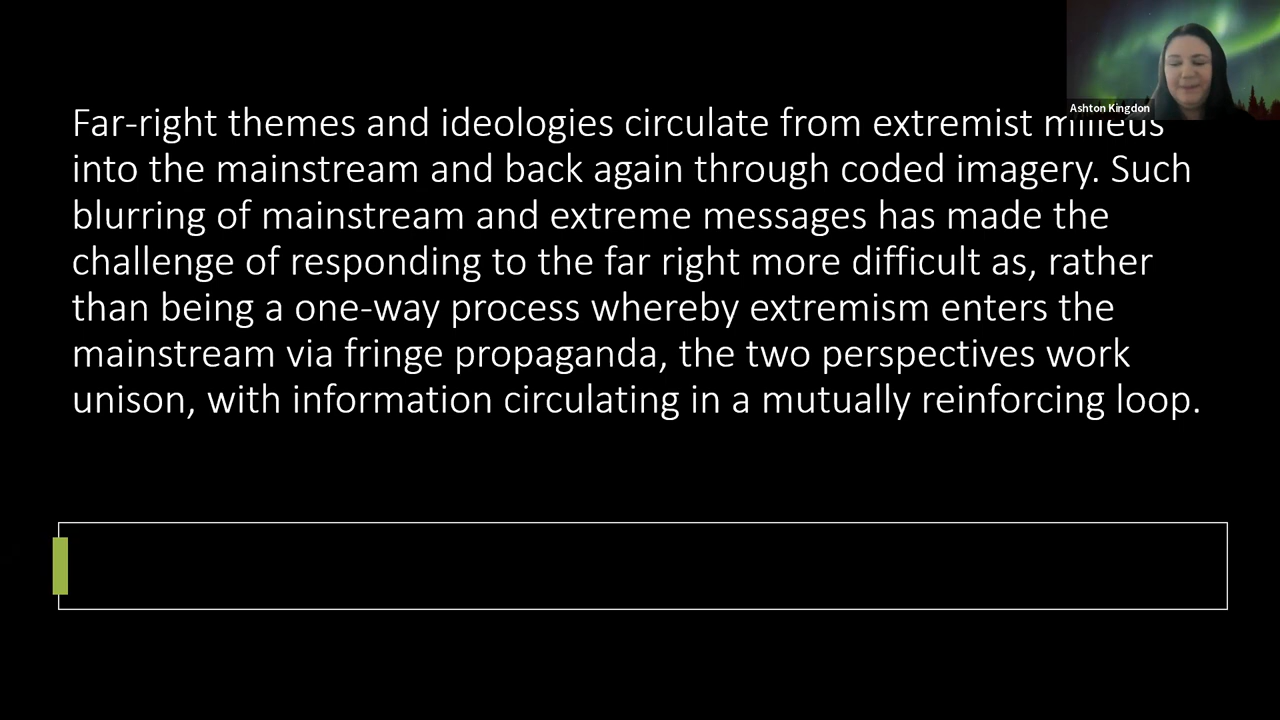 Far-right themes and ideologies circulate from extremist milieus
into the mainstream and back again through coded imagery. Such
blurring of mainstream and extreme messages has made the
challenge of responding to the far right more difficult as, rather
than being a one-way process whereby extremism enters the
mainstream via fringe propaganda, the two perspectives work
unison, with information circulating in a mutually reinforcing loop.
Ashton Kingdon